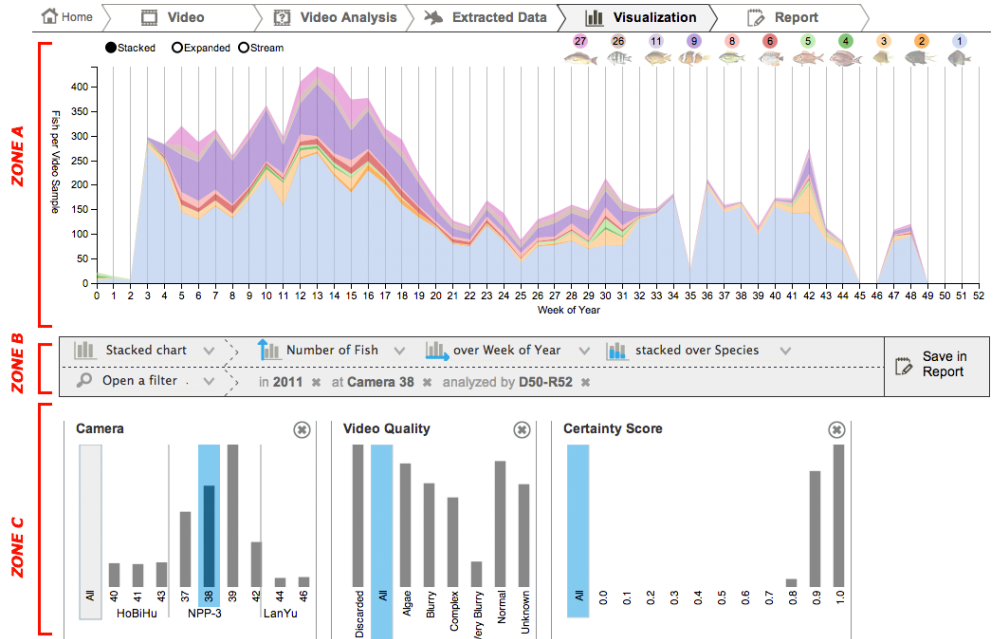 Home
Video
Video Analysis
Extracted Data
Visualization
Report
Stacked
Expanded
Stream
27 26 11 9 8 6 5 4 3 2 1
ZONE A
Fish per Video Sample
400
350
300
250
200
150
100
50
0
0 1 2 3 4 5 6 7 8 9 10 11 12 13 14 15 16 17 18 19 20 21 22 23 24 25 26 27 28 29 30 31 32 33 34 35 36 37 38 39 40 41 42 43 44 45 46 47 48 49 50 51 52
Week of Year
ZONE B
Stacked chart
Number of Fish
over Week of Year
stacked over Species
Save in
Report
Open a filter .
in 2011 at Camera 38 analyzed by D50-R52
ZONE C
Camera
All
40
41
43
37
38
39
42
44
46
HoBiHu
NPP-3
LanYu
Video Quality
Discarded
All
Algae
Blurry
Complex
Very Blurry
Normal
Unknown
Certainty Score
All
0.0
0.1
0.2
0.3
0.4
0.5
0.6
0.7
0.8
0.9
1.0